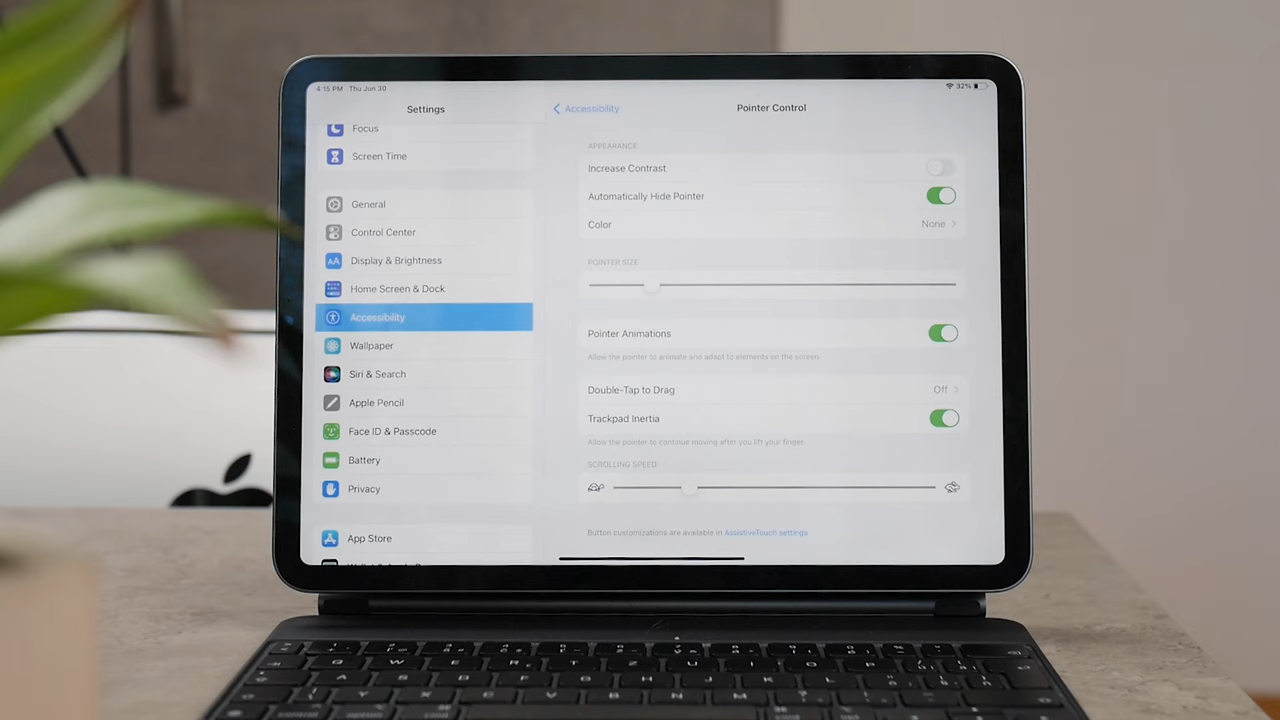 4:15 PM Thu Jun 30
32%
Settings
Focus
Screen Time
General
Control Center
Display & Brightness
Home Screen & Dock
Accessibility
Wallpaper
Siri & Search
Apple Pencil
Face ID & Passcode
Battery
Privacy
App Store
Accessibility
Pointer Control
APPEARANCE
Increase Contrast
Automatically Hide Pointer
Color None
POINTER SIZE
Pointer Animations
Allow the pointer to animate and adapt to elements on the screen.
Double-Tap to Drag Off
Trackpad Inertia
Allow the pointer to continue moving after you lift your finger.
SCROLLING SPEED
Button customizations are available in AssistiveTouch settings
Q W E R T Z U I O P
A S D F G H J K L
Y X C V B N M